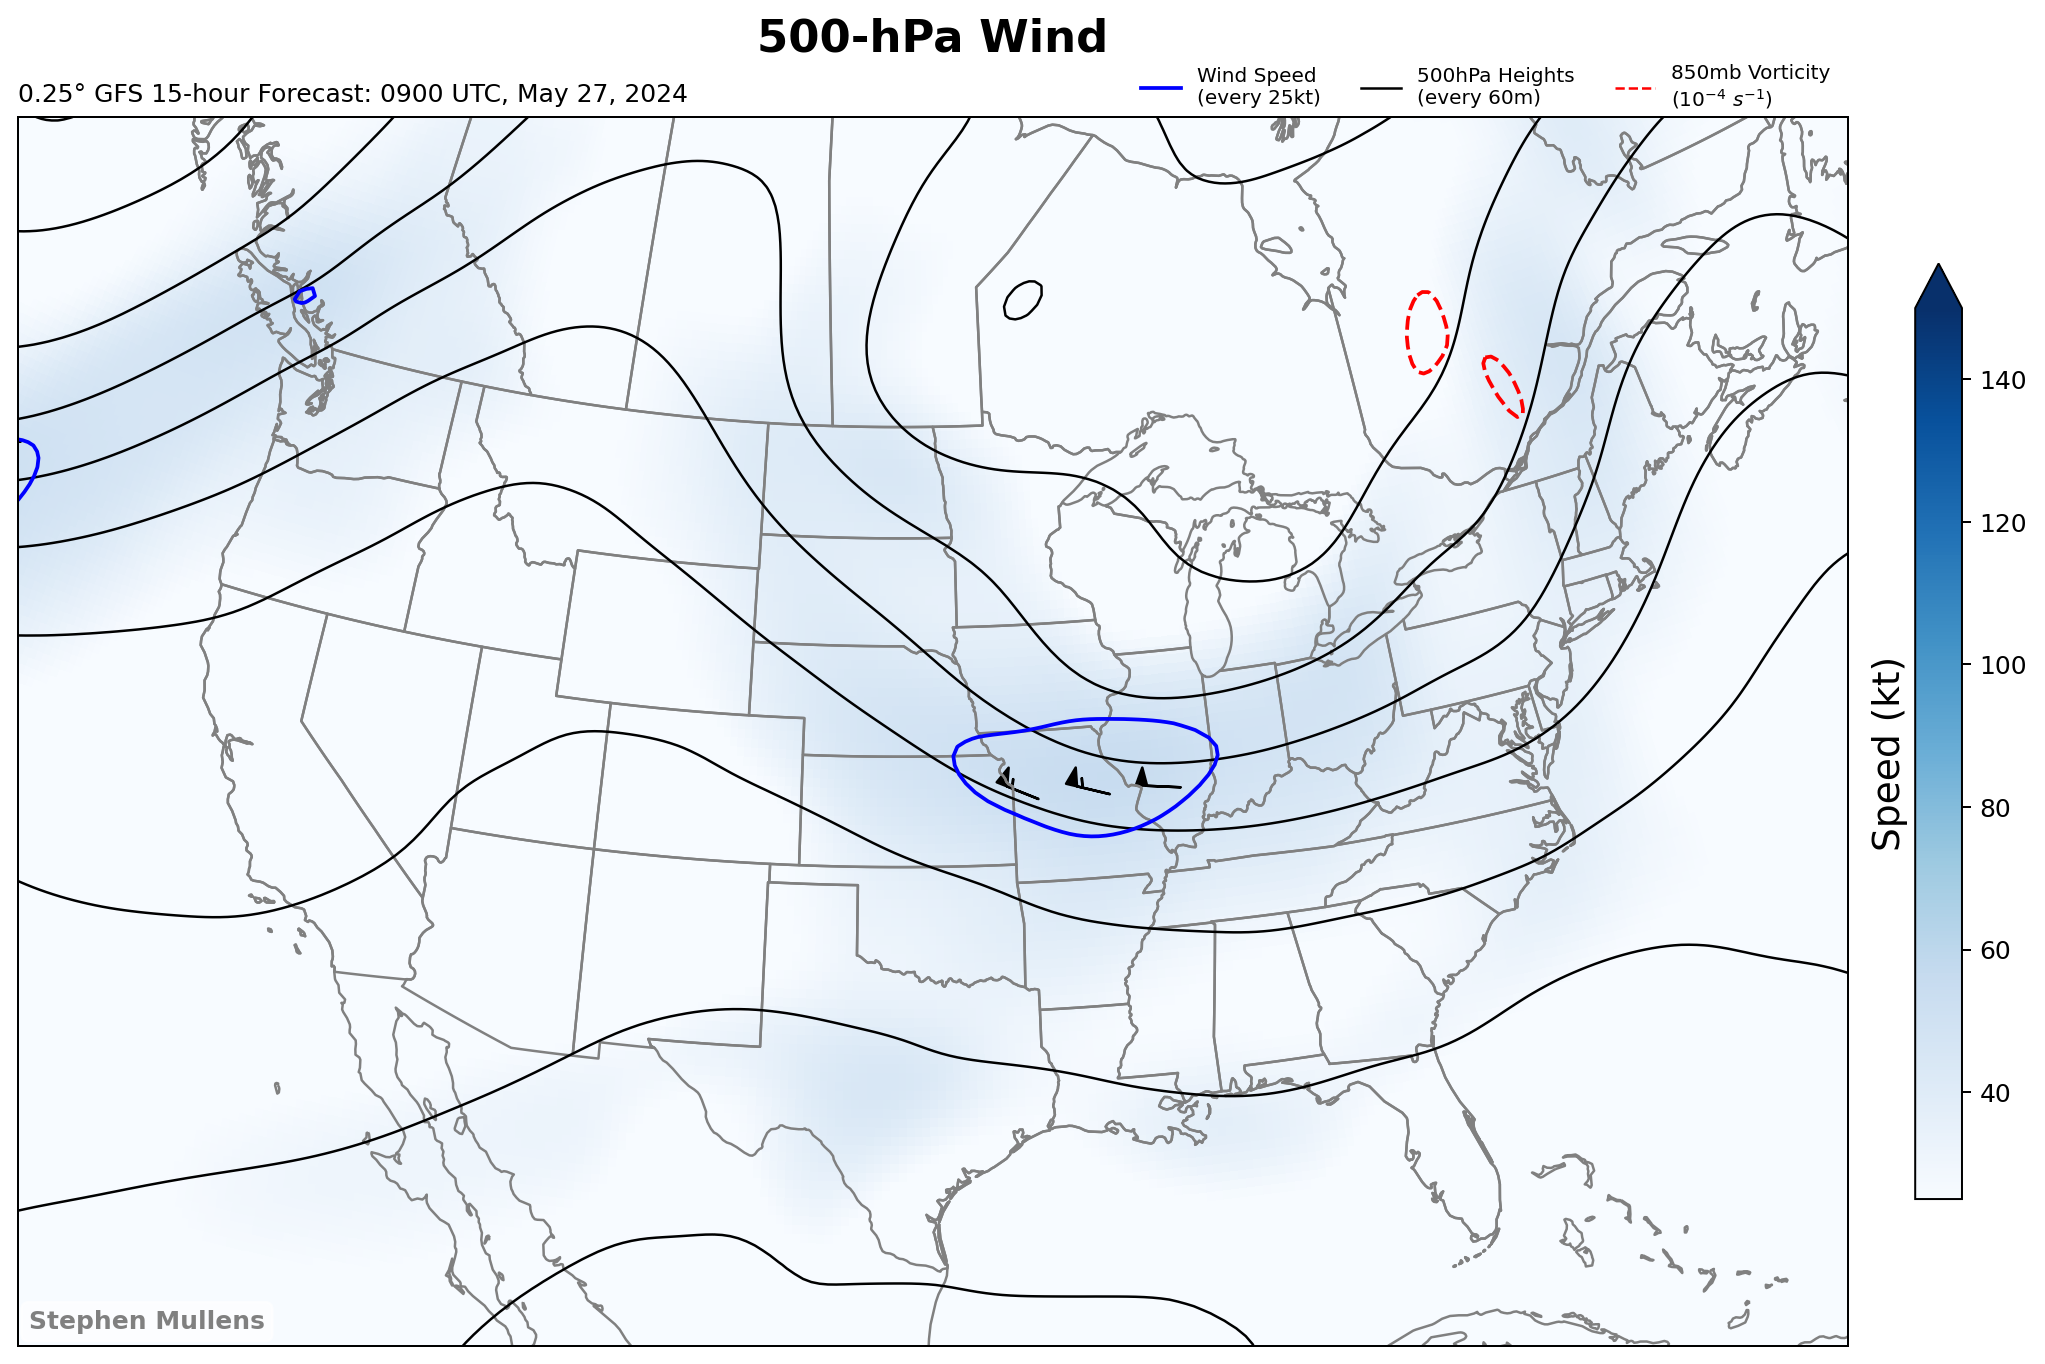 500-hPa Wind
0.25° GFS 15-hour Forecast: 0900 UTC, May 27, 2024
Wind Speed
(every 25kt)
500hPa Heights
(every 60m)
850mb Vorticity
(10⁻⁴ s⁻¹)
140
120
100
80
60
40
Speed (kt)
Stephen Mullens